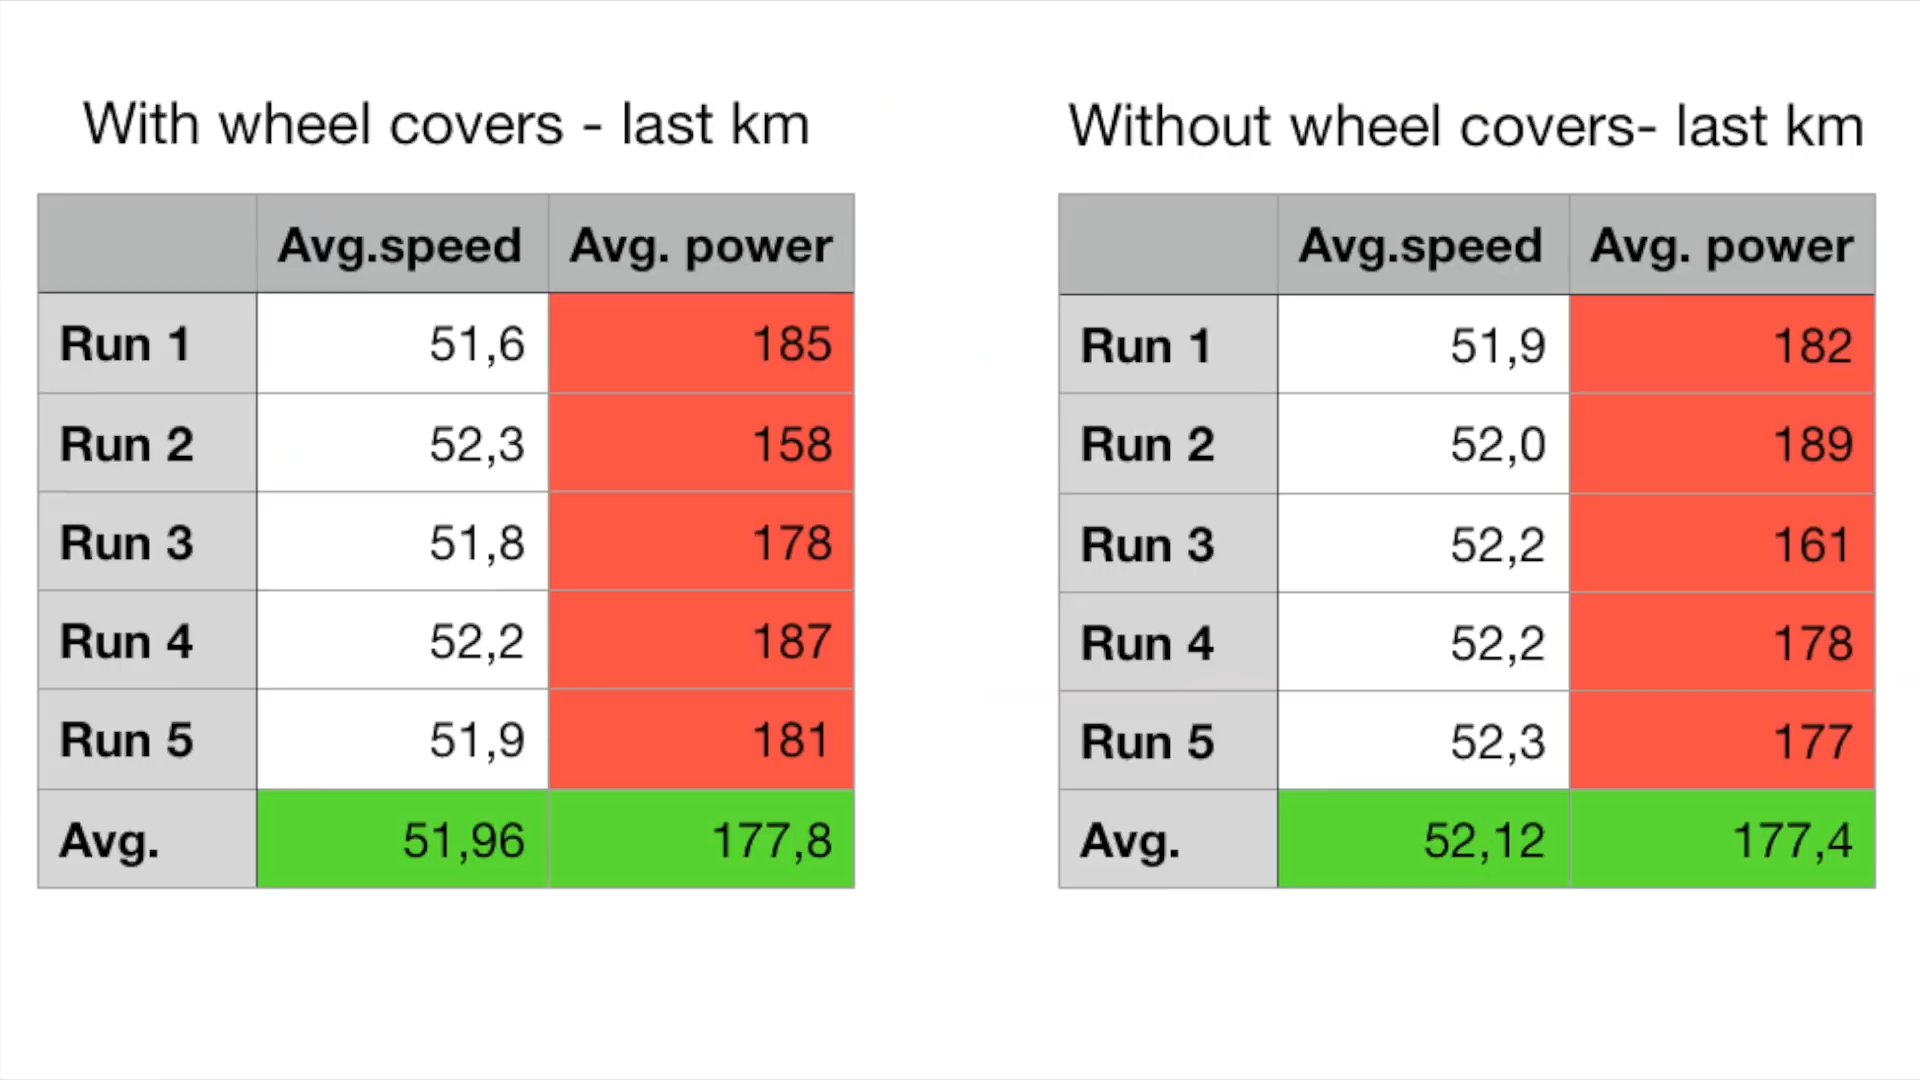 With wheel covers - last km
Avg.speed Avg. power
Run 1 51,6 185
Run 2 52,3 158
Run 3 51,8 178
Run 4 52,2 187
Run 5 51,9 181
Avg. 51,96 177,8
Without wheel covers- last km
Avg.speed Avg. power
Run 1 51,9 182
Run 2 52,0 189
Run 3 52,2 161
Run 4 52,2 178
Run 5 52,3 177
Avg. 52,12 177,4